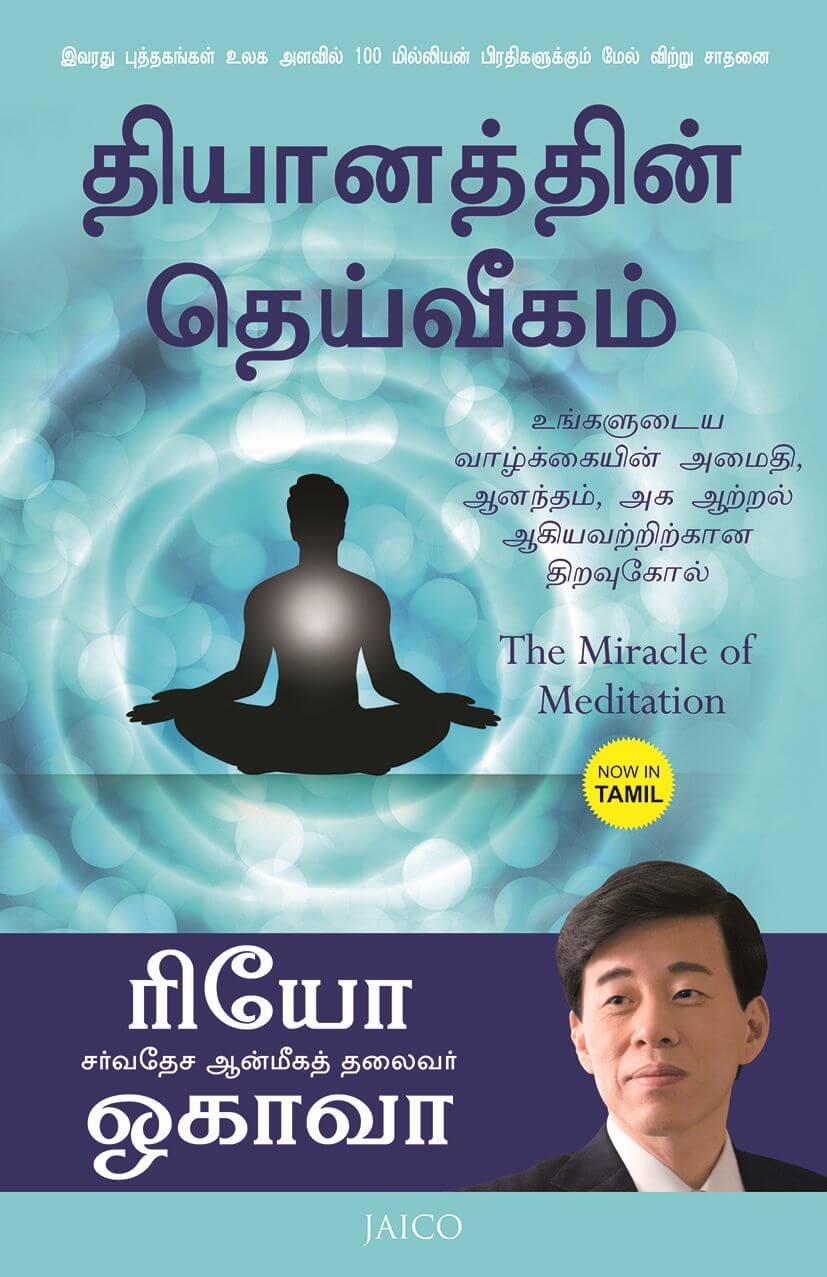 இவரது புத்தகங்கள் உலக அளவில் 100 மில்லியன் பிரதிகளுக்கும் மேல் விற்று சாதனை
தியானத்தின்
தெய்வீகம்
உங்களுடைய
வாழ்க்கையின் அமைதி,
ஆனந்தம், அக ஆற்றல்
ஆகியவற்றிற்கான
திறவுகோல்
The Miracle of
Meditation
NOW IN
TAMIL
ரியோ
சர்வதேச ஆன்மீகத் தலைவர்
ஒகாவா
JAICO